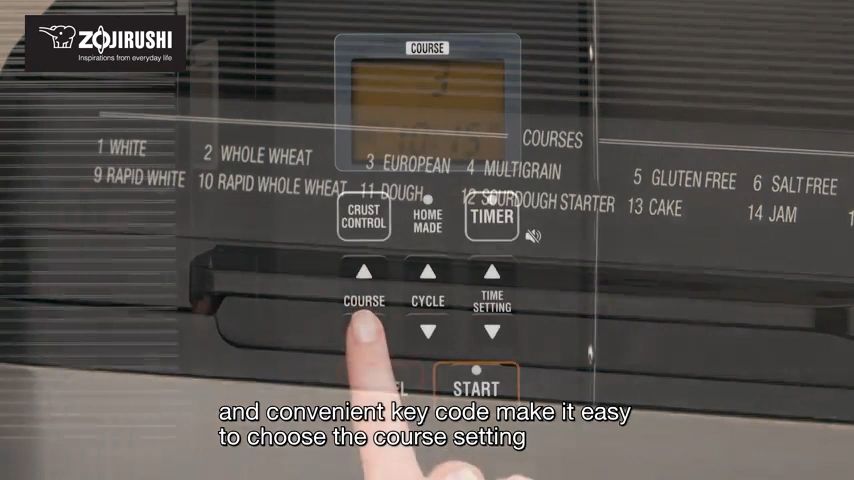 ZOJIRUSHI
Inspirations from everyday life
COURSE
3
10:15
COURSES
1 WHITE
2 WHOLE WHEAT
3 EUROPEAN
4 MULTIGRAIN
5 GLUTEN FREE
6 SALT FREE
9 RAPID WHITE
10 RAPID WHOLE WHEAT
11 DOUGH
12 SOURDOUGH STARTER
13 CAKE
14 JAM
CRUST
CONTROL
HOME
MADE
TIMER
COURSE
CYCLE
TIME
SETTING
START
and convenient key code make it easy
to choose the course setting